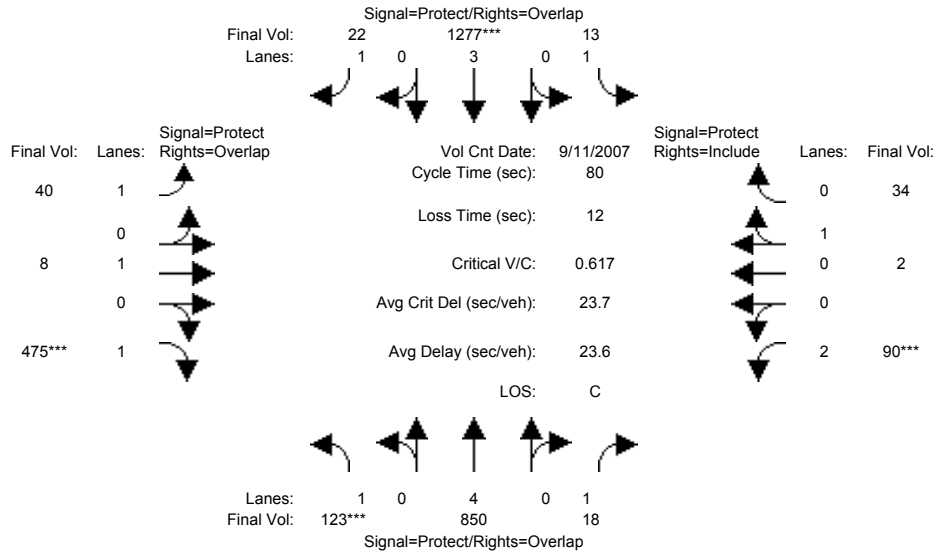 Signal=Protect/Rights=Overlap
Final Vol: 22 1277*** 13
Lanes: 1 0 3 0 1
Signal=Protect
Rights=Overlap
Signal=Protect
Rights=Include
Final Vol: Lanes:
Vol Cnt Date: 9/11/2007
Lanes: Final Vol:
Cycle Time (sec): 80
40 1
0 34
Loss Time (sec): 12
0
1
8 1
Critical V/C: 0.617
0 2
0
Avg Crit Del (sec/veh): 23.7
0
475*** 1
Avg Delay (sec/veh): 23.6
2 90***
LOS: C
Lanes: 1 0 4 0 1
Final Vol: 123*** 850 18
Signal=Protect/Rights=Overlap